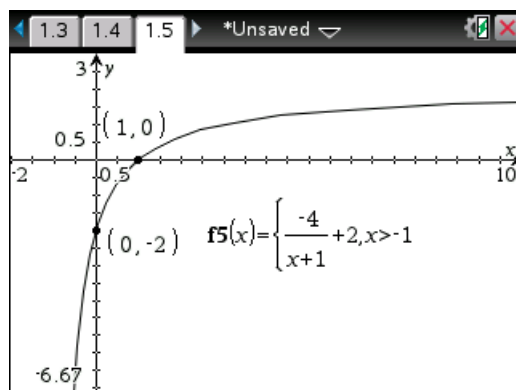 1.3 1.4 1.5 *Unsaved
3 y
0.5 (1,0)
x
-2 0.5 10
(0,-2) f5(x)={-4/(x+1)+2,x>-1
-6.67